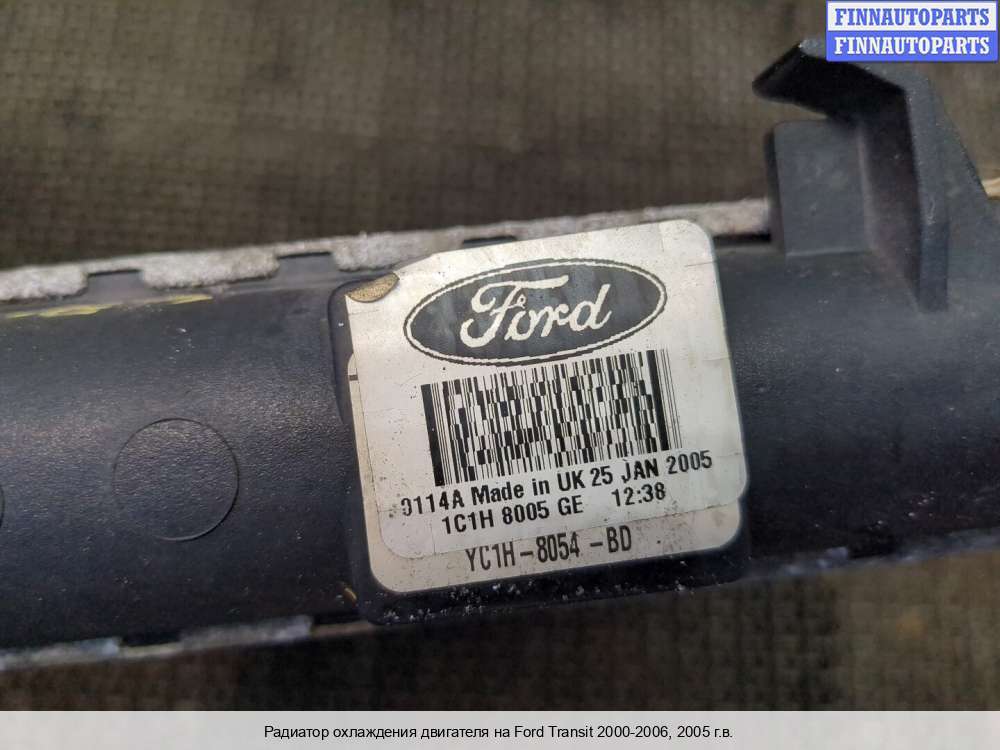 FINNAUTOPARTS
FINNAUTOPARTS
Ford
0114A Made in UK 25 JAN 2005
1C1H 8005 GE 12:38
YC1H-8054-BD
Радиатор охлаждения двигателя на Ford Transit 2000-2006, 2005 г.в.